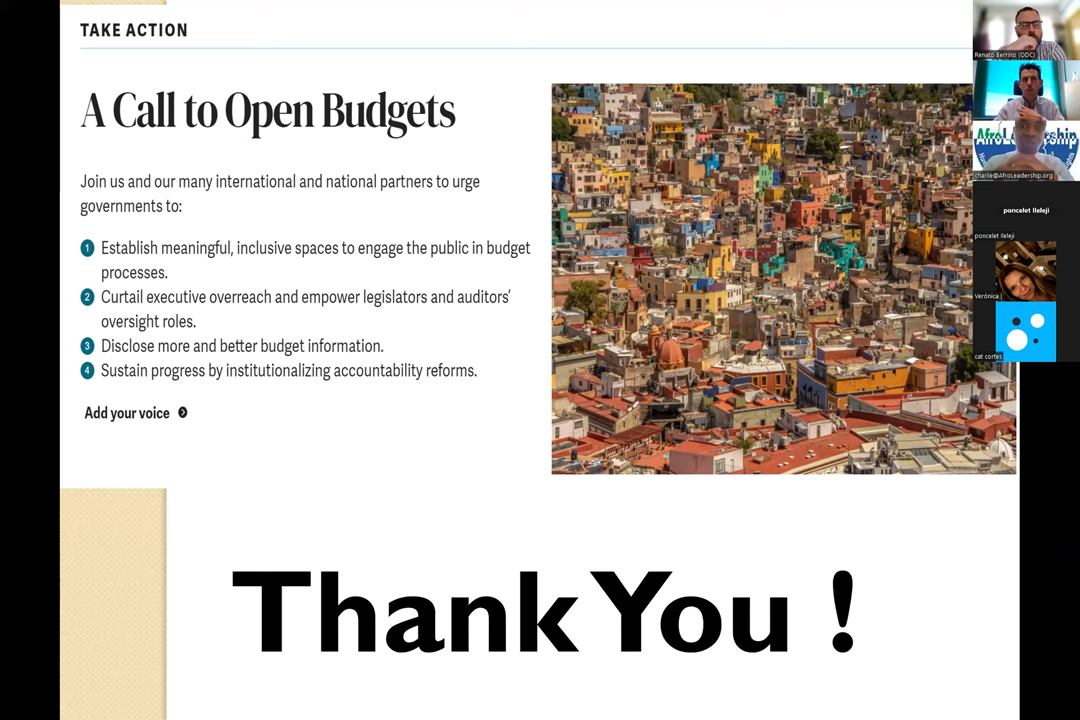 TAKE ACTION
A Call to Open Budgets
Join us and our many international and national partners to urge
governments to:
1 Establish meaningful, inclusive spaces to engage the public in budget
processes.
2 Curtail executive overreach and empower legislators and auditors'
oversight roles.
3 Disclose more and better budget information.
4 Sustain progress by institutionalizing accountability reforms.
Add your voice
Thank You !
Renato Berrino (ODC)
AfroLeadership
charlie@AfroLeadership.org
poncelet Ileleji
poncelet Ileleji
Verónica
cat cortes